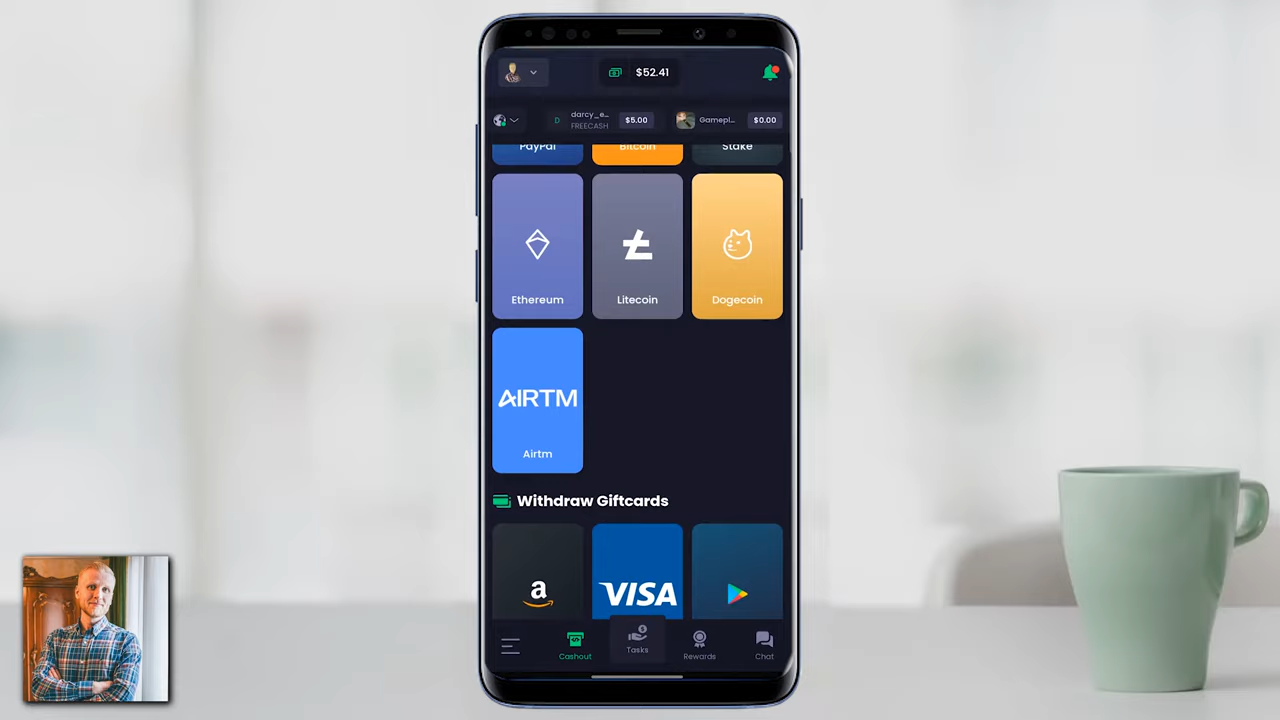 $52.41
D darcy_e... FREECASH $5.00 Gamepl... $0.00
PayPal Bitcoin Stake
Ethereum Litecoin Dogecoin
AIRTM
Airtm
Withdraw Giftcards
a VISA
Cashout Tasks Rewards Chat